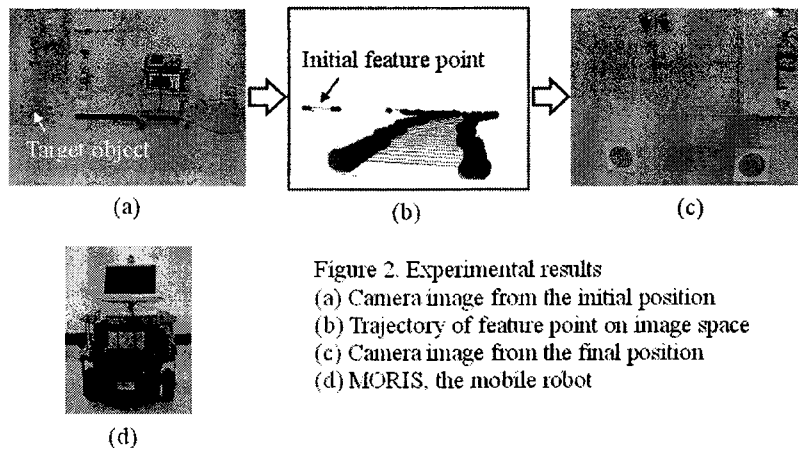 Initial feature point
Target object
(a)
(b)
(c)
Figure 2. Experimental results
(a) Camera image from the initial position
(b) Trajectory of feature point on image space
(c) Camera image from the final position
(d) MORIS, the mobile robot
(d)